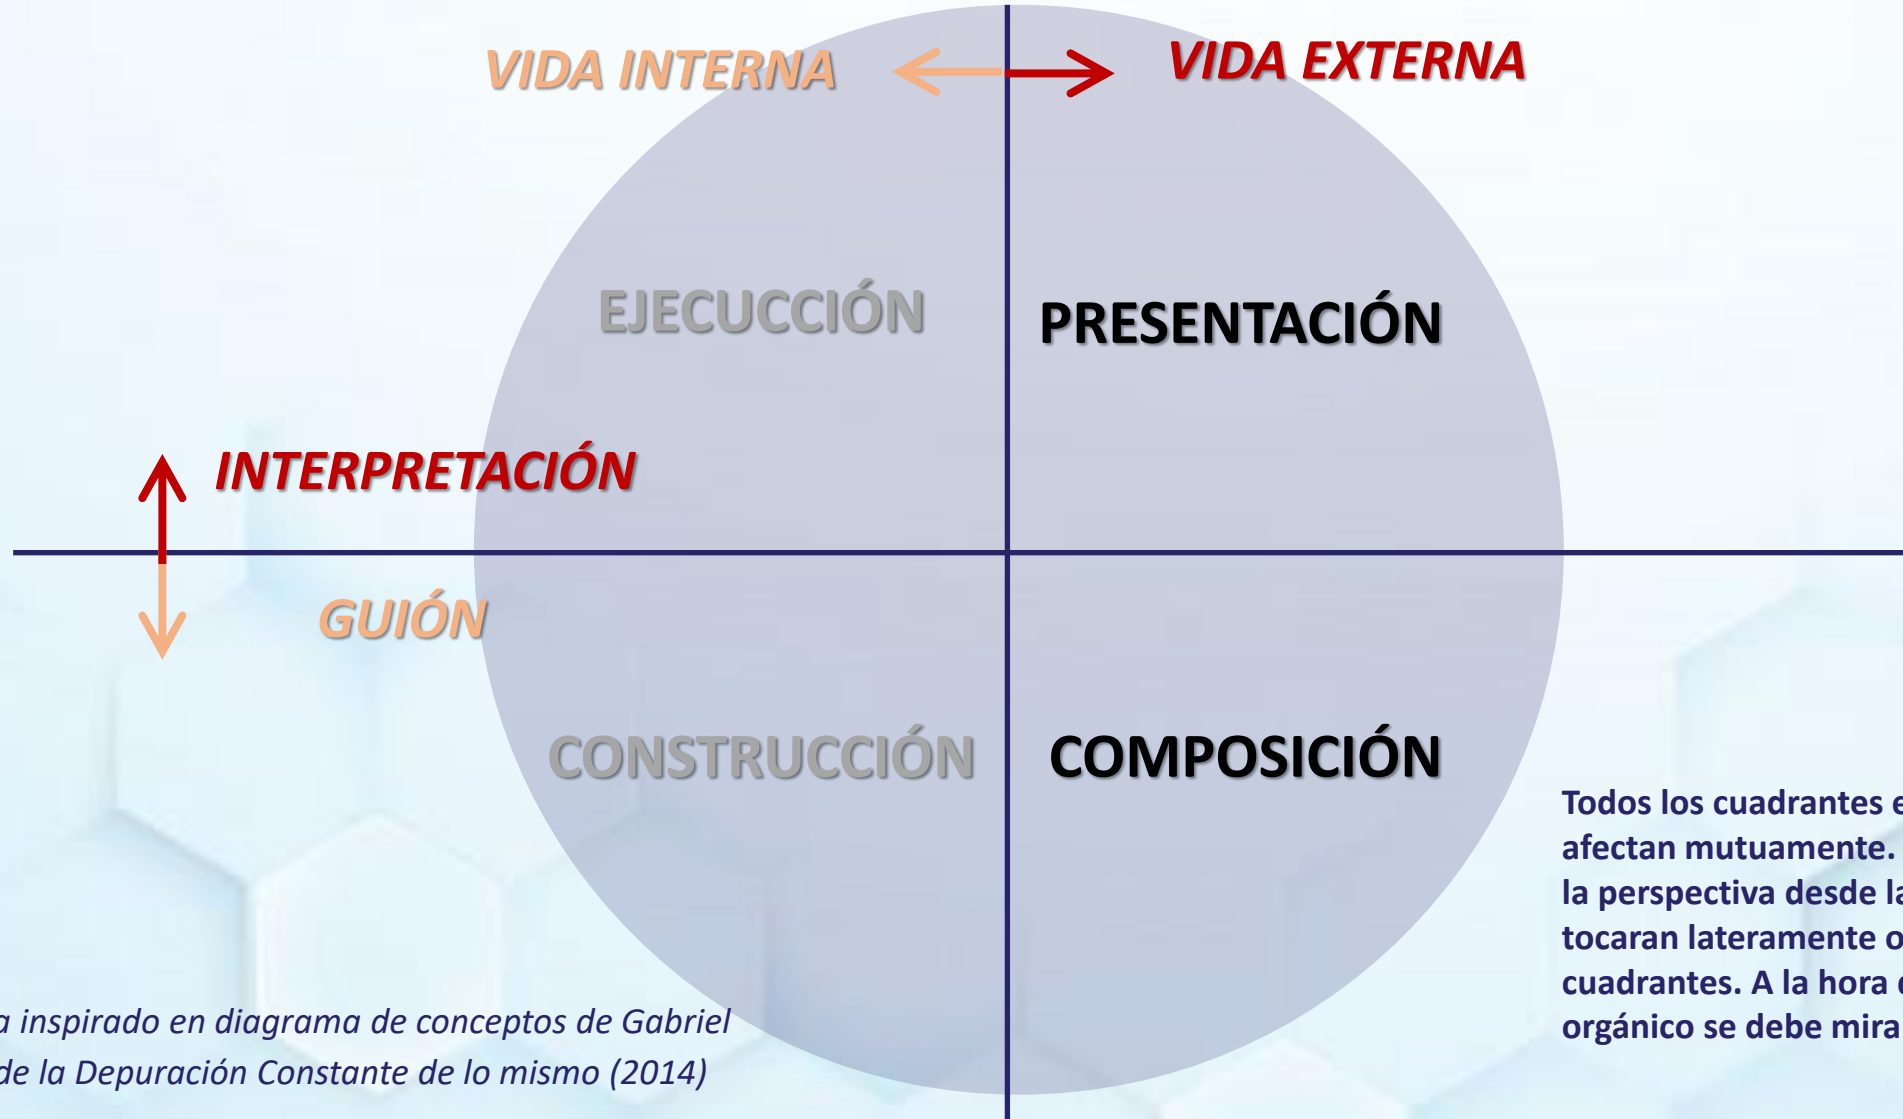 VIDA INTERNA
VIDA EXTERNA
EJECUCCIÓN
PRESENTACIÓN
INTERPRETACIÓN
GUIÓN
CONSTRUCCIÓN
COMPOSICIÓN
Todos los cuadrantes
afectan mutuamente.
la perspectiva desde
tocaran lateramente
cuadrantes. A la hora
orgánico se debe
inspirado en diagrama de conceptos de Gabriel
de la Depuración Constante de lo mismo (2014)